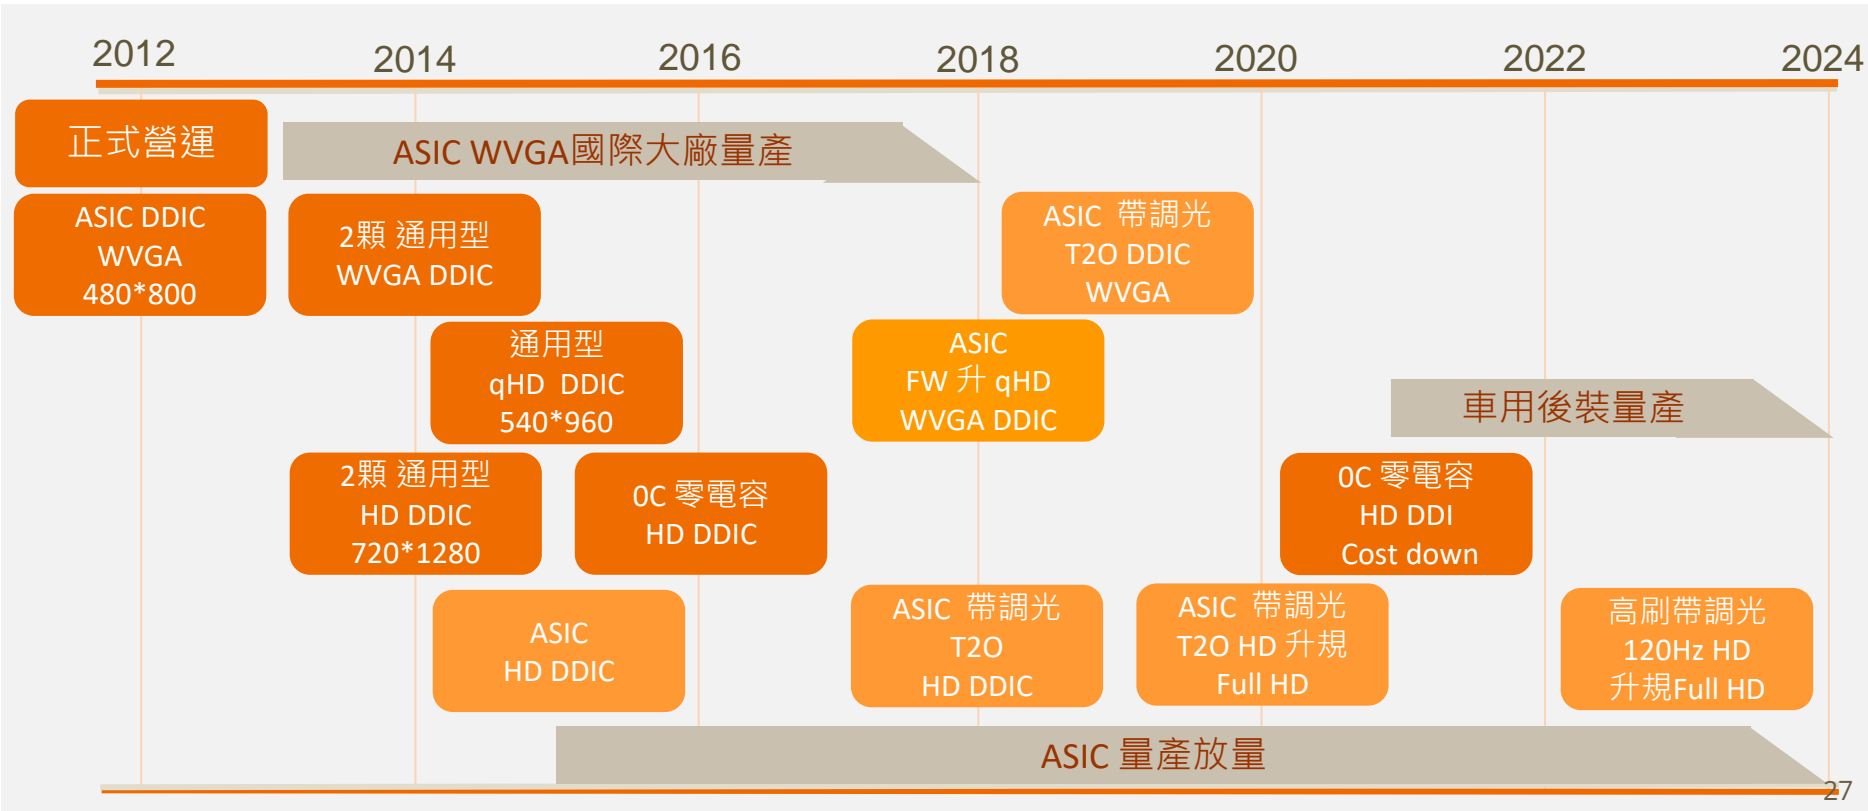 2012
2014
2016
2018
2020
2022
2024
正式營運
ASIC WVGA國際大廠量產
ASIC DDIC
WVGA
480*800
2顆 通用型
WVGA DDIC
ASIC 帶調光
T2O DDIC
WVGA
通用型
qHD DDIC
540*960
ASIC
FW 升 qHD
WVGA DDIC
車用後裝量產
2顆 通用型
HD DDIC
720*1280
0C 零電容
HD DDIC
0C 零電容
HD DDI
Cost down
ASIC
HD DDIC
ASIC 帶調光
T2O
HD DDIC
ASIC 帶調光
T2O HD 升規
Full HD
高刷帶調光
120Hz HD
升規Full HD
ASIC 量產放量
27